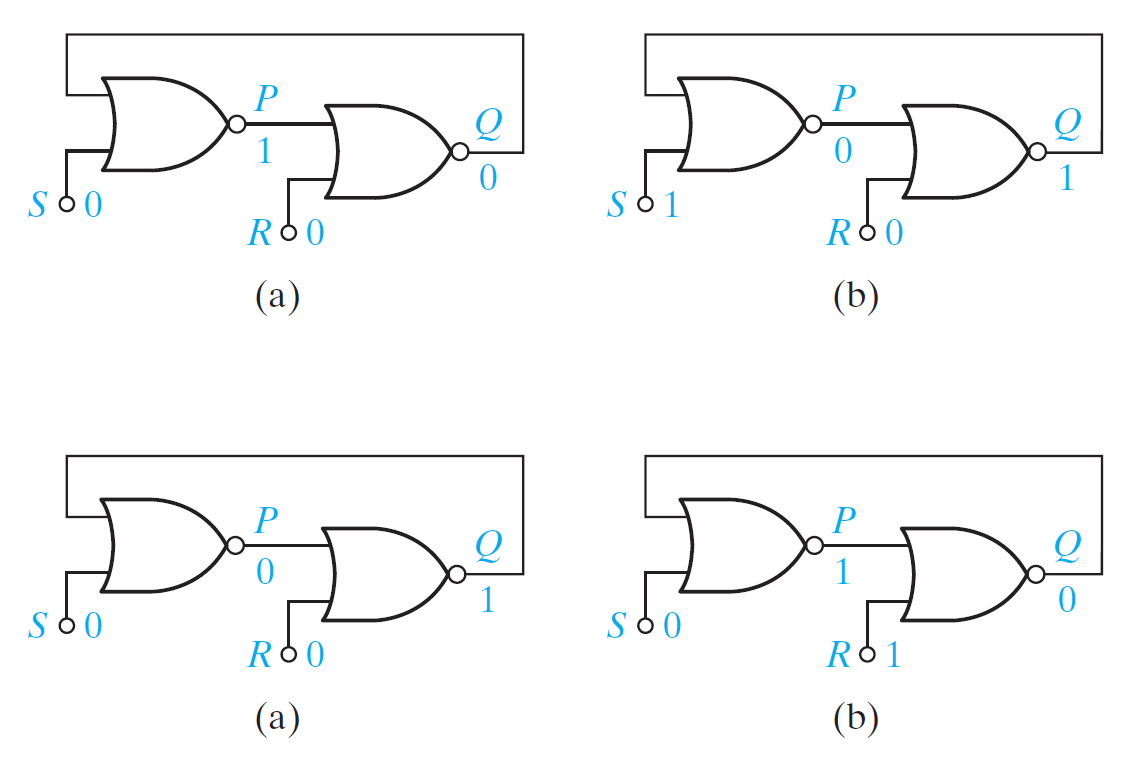 P Q P Q
1 0 0 1
S 0 R 0 S 1 R 0
(a) (b)
P Q P Q
0 1 1 0
S 0 R 0 S 0 R 1
(a) (b)